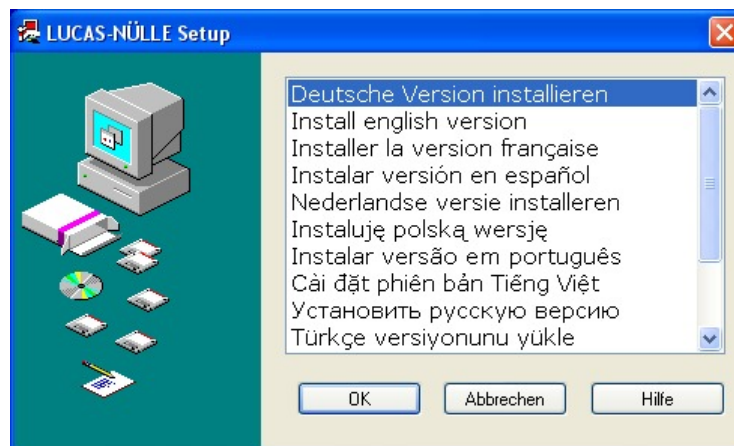 LUCAS-NÜLLE Setup
Deutsche Version installieren
Install english version
Installer la version française
Instalar versión en español
Nederlandse versie installeren
Instaluję polską wersję
Instalar versão em português
Cài đặt phiên bản Tiếng Việt
Установить русскую версию
Türkçe versiyonunu yükle
OK
Abbrechen
Hilfe